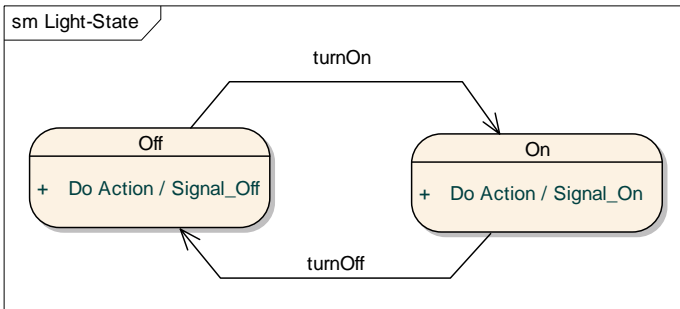 sm Light-State
turnOn
Off
+ Do Action / Signal_Off
On
+ Do Action / Signal_On
turnOff